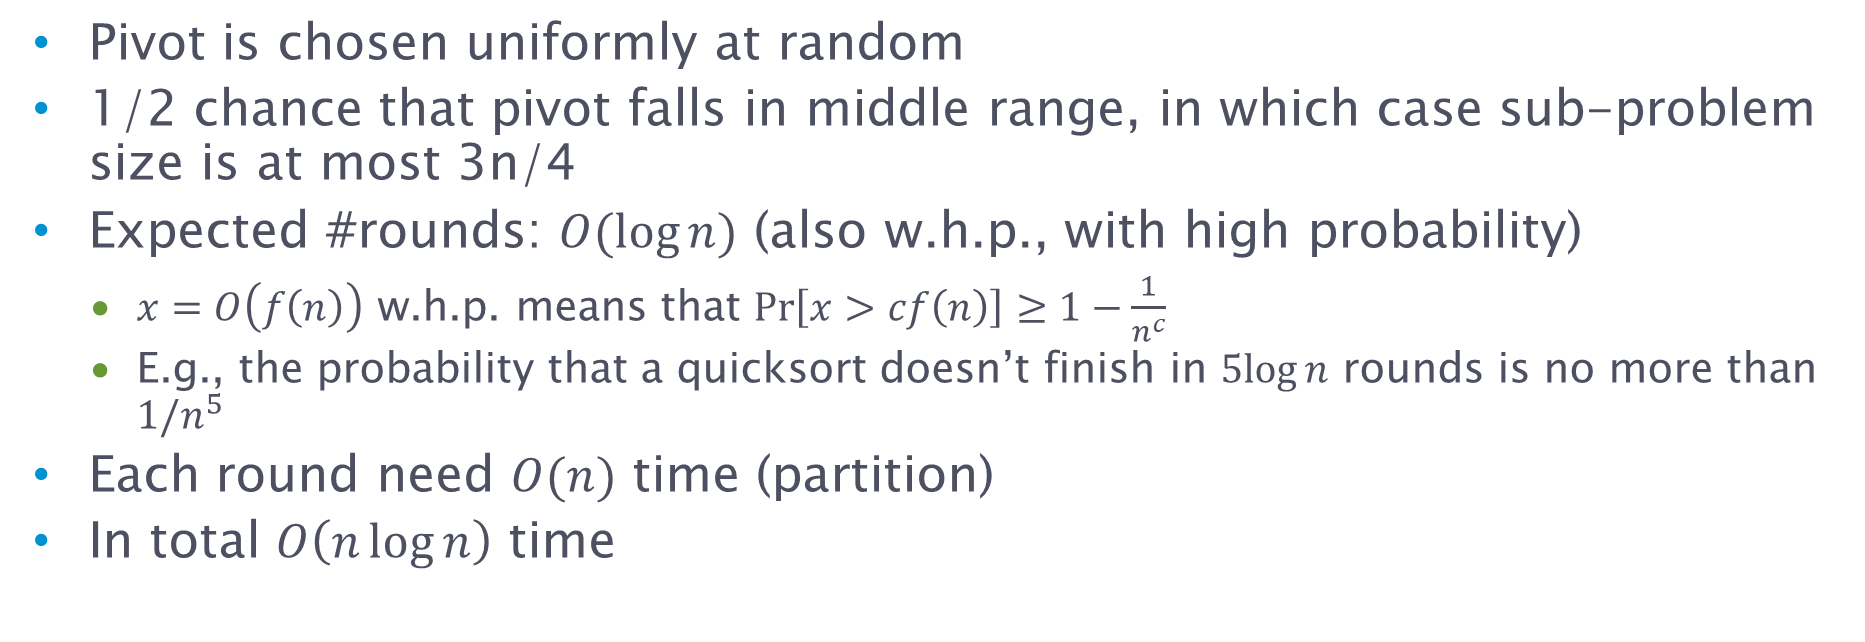 • Pivot is chosen uniformly at random
• 1/2 chance that pivot falls in middle range, in which case sub-problem
size is at most 3n/4
• Expected #rounds: O(log n) (also w.h.p., with high probability)
• x = O(f(n)) w.h.p. means that Pr[x > cf(n)] ≥ 1 − 1/n^c
• E.g., the probability that a quicksort doesn't finish in 5log n rounds is no more than
1/n⁵
• Each round need O(n) time (partition)
• In total O(n log n) time